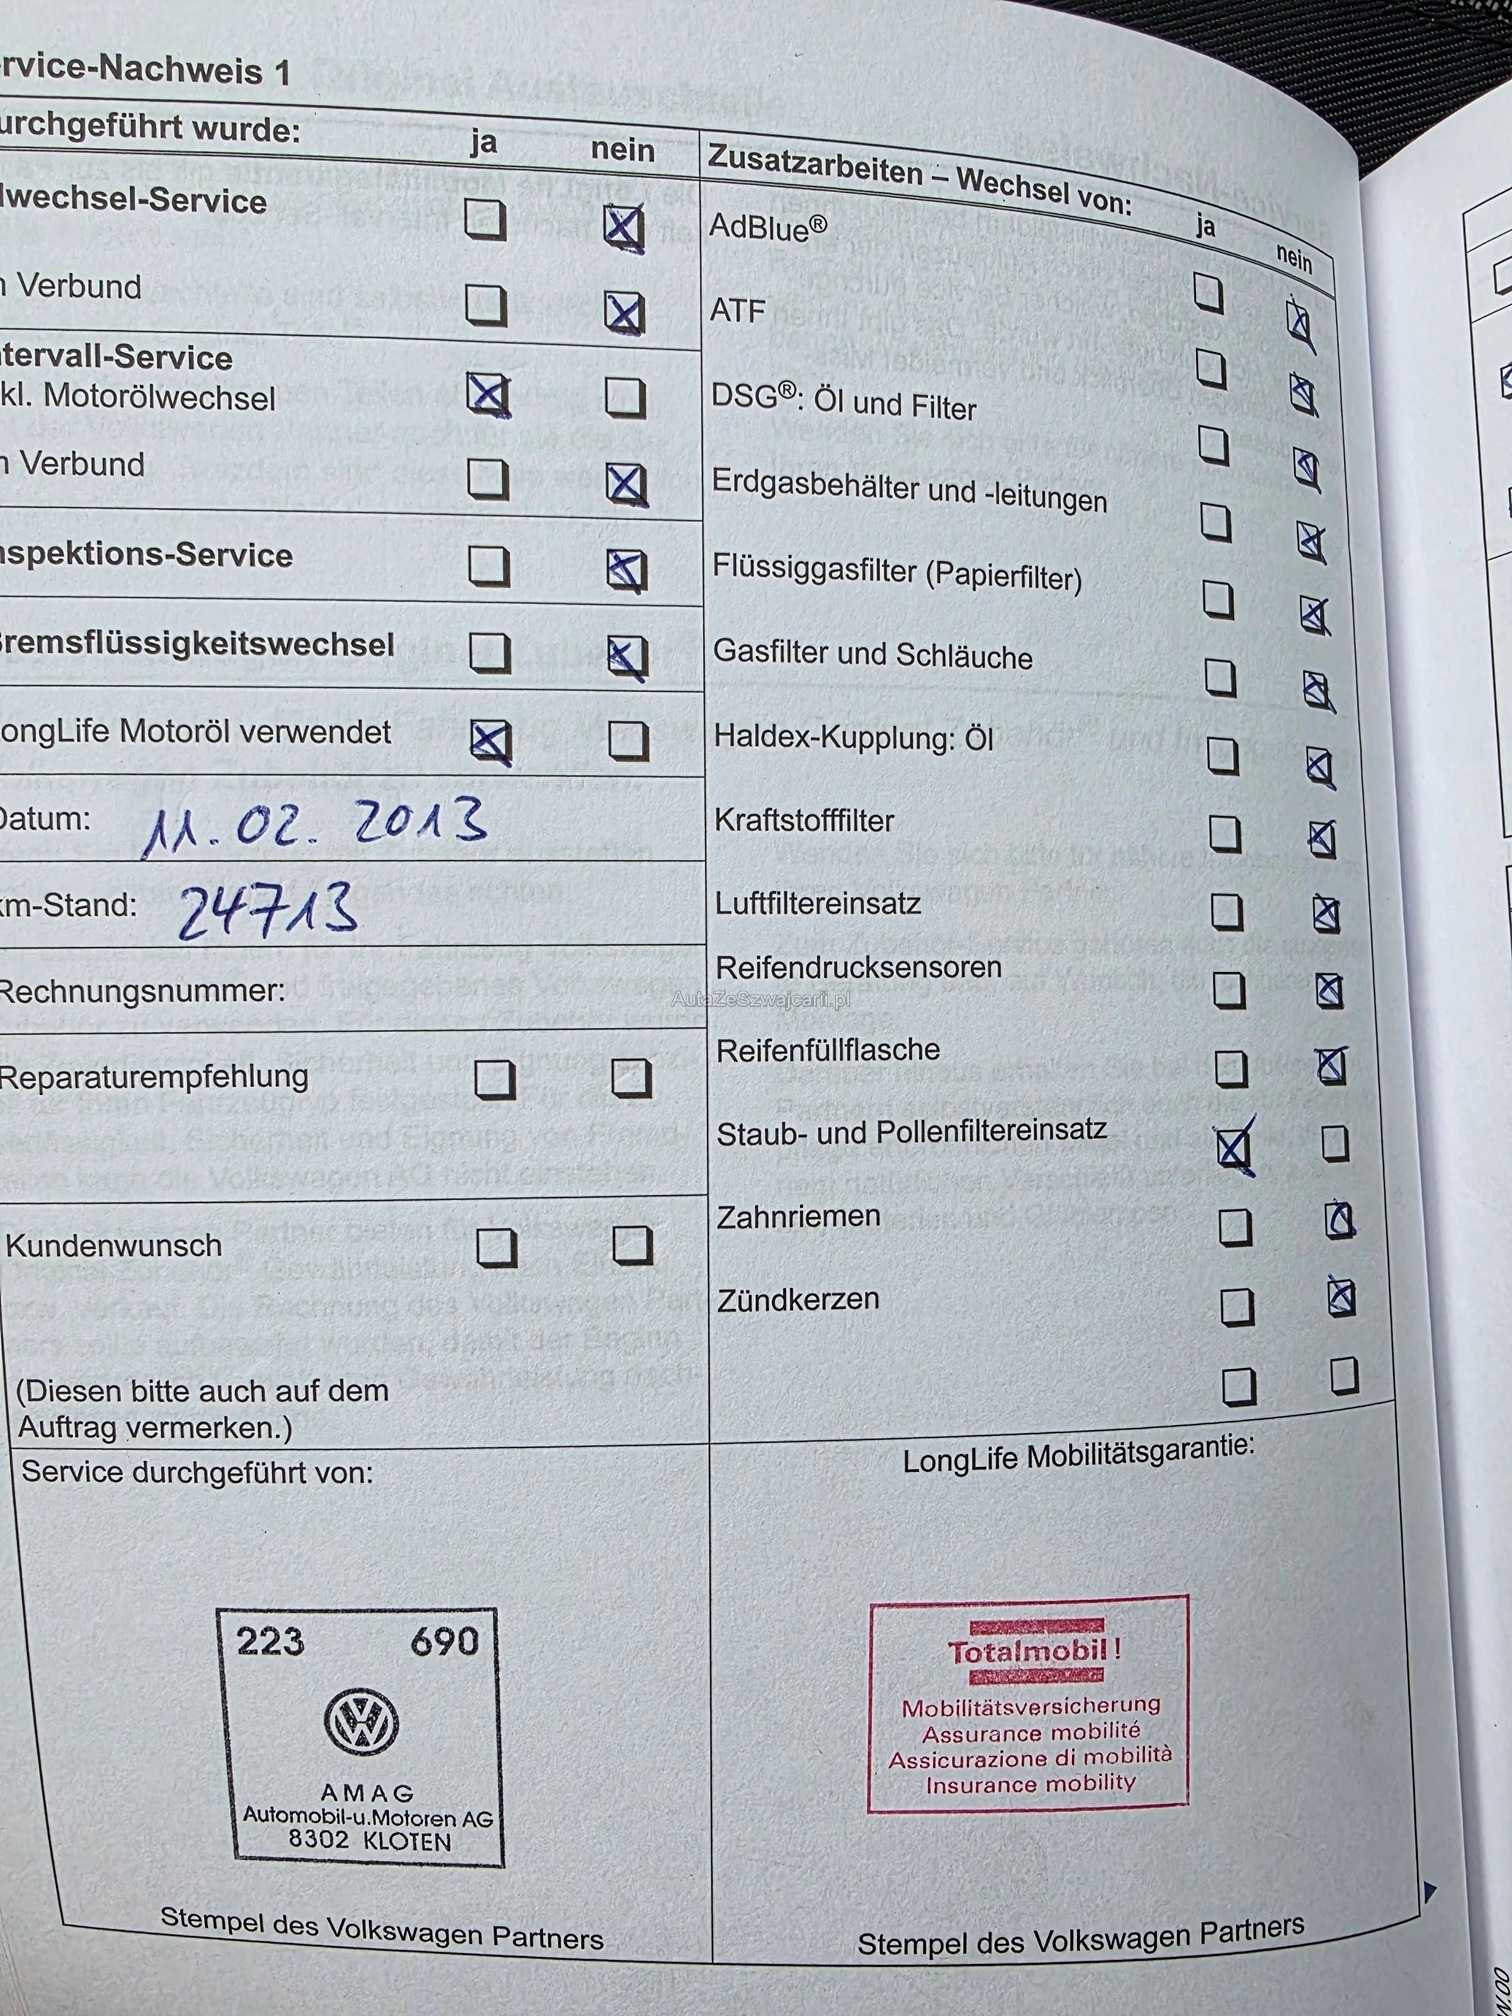 rvice-Nachweis 1
urchgeführt wurde: ja nein
lwechsel-Service
n Verbund
tervall-Service
kl. Motorölwechsel
n Verbund
nspektions-Service
Bremsflüssigkeitswechsel
LongLife Motoröl verwendet
Datum: 11.02.2013
km-Stand: 24713
Rechnungsnummer:
Reparaturempfehlung
Kundenwunsch
(Diesen bitte auch auf dem
Auftrag vermerken.)
Zusatzarbeiten – Wechsel von: ja nein
AdBlue®
ATF
DSG®: Öl und Filter
Erdgasbehälter und -leitungen
Flüssiggasfilter (Papierfilter)
Gasfilter und Schläuche
Haldex-Kupplung: Öl
Kraftstofffilter
Luftfiltereinsatz
Reifendrucksensoren
Reifenfüllflasche
Staub- und Pollenfiltereinsatz
Zahnriemen
Zündkerzen
AutaZeSzwajcarii.pl
Service durchgeführt von:
223 690
VW
AMAG
Automobil-u.Motoren AG
8302 KLOTEN
Stempel des Volkswagen Partners
LongLife Mobilitätsgarantie:
Totalmobil!
Mobilitätsversicherung
Assurance mobilité
Assicurazione di mobilità
Insurance mobility
Stempel des Volkswagen Partners